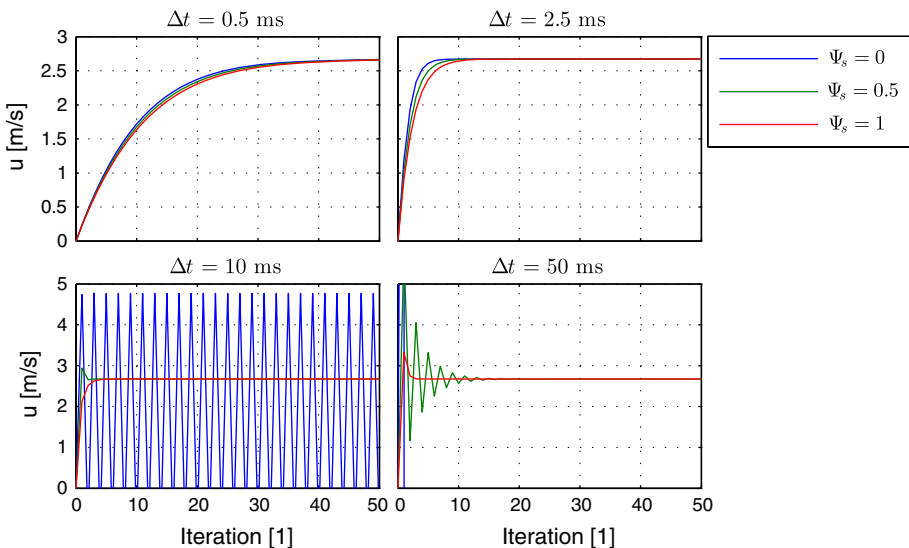 Δt = 0.5 ms
Δt = 2.5 ms
3
2.5
2
1.5
1
0.5
0
u [m/s]
Ψs = 0
Ψs = 0.5
Ψs = 1
Δt = 10 ms
Δt = 50 ms
5
4
3
2
1
0
u [m/s]
0 10 20 30 40 50
0 10 20 30 40 50
Iteration [1]
Iteration [1]